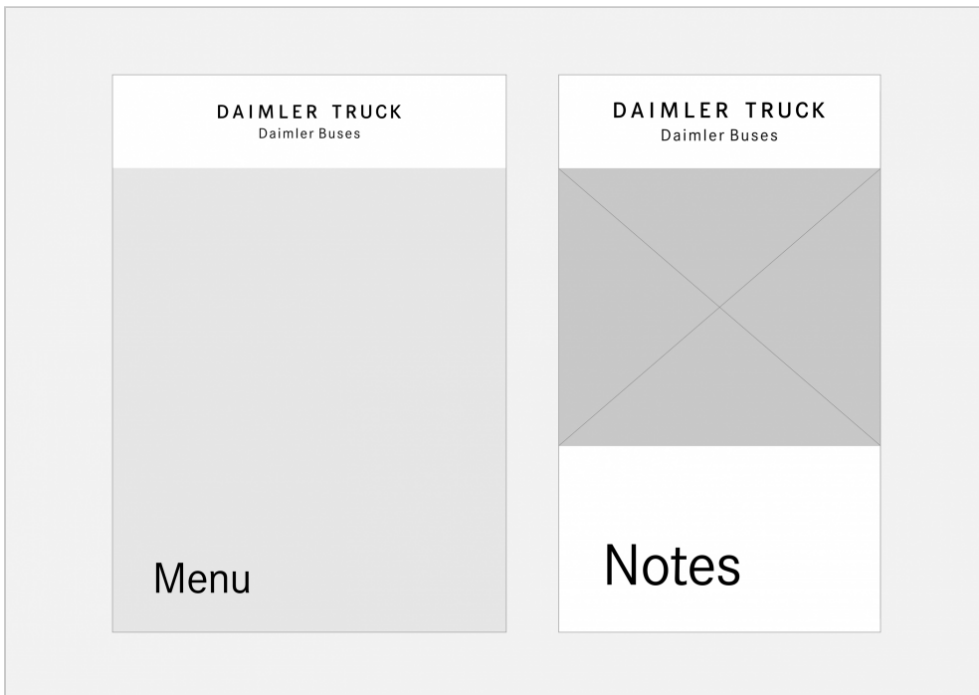 DAIMLER TRUCK
Daimler Buses
Menu
DAIMLER TRUCK
Daimler Buses
Notes